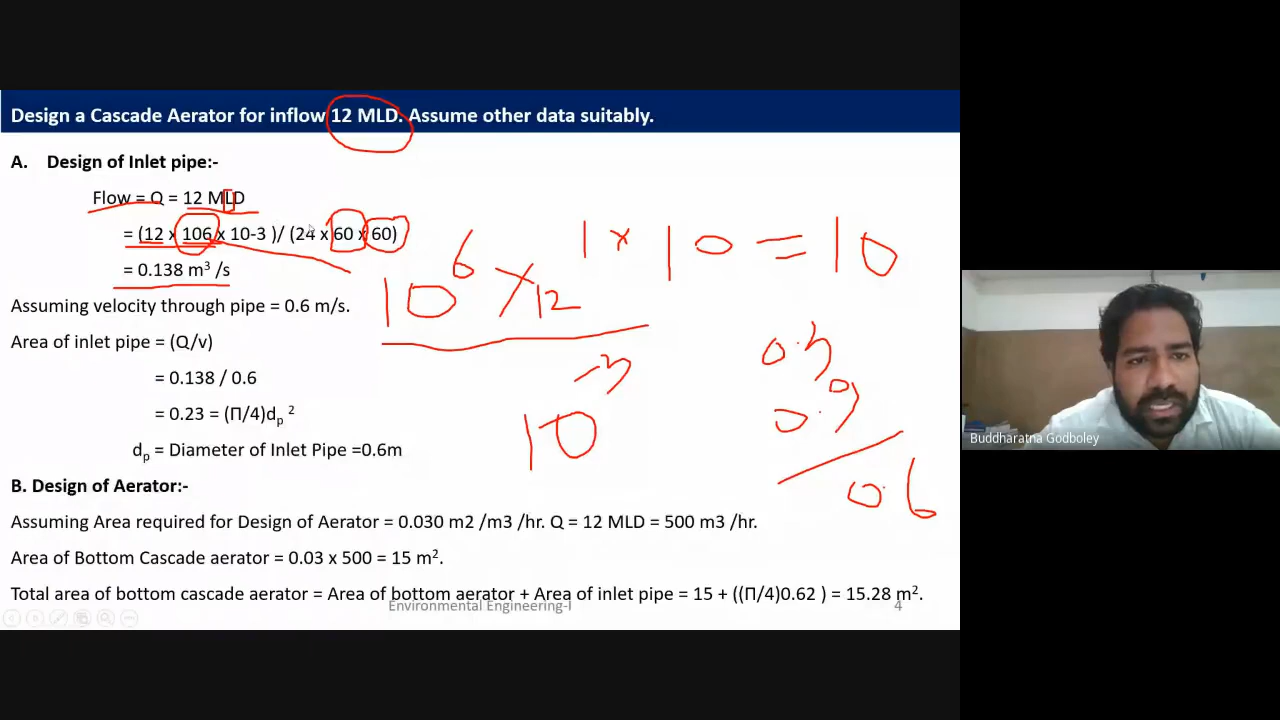 Design a Cascade Aerator for inflow 12 MLD. Assume other data suitably.
A. Design of Inlet pipe:-
Flow = Q = 12 MLD
= (12 x 106 x 10-3 )/ (24 x 60 x 60)
= 0.138 m³ /s
Assuming velocity through pipe = 0.6 m/s.
Area of inlet pipe = (Q/v)
= 0.138 / 0.6
= 0.23 = (Π/4)dp ²
dp = Diameter of Inlet Pipe =0.6m
1 x 10 = 10
10⁶ x 12
10⁻³
0.3
0.6
B. Design of Aerator:-
Assuming Area required for Design of Aerator = 0.030 m2 /m3 /hr. Q = 12 MLD = 500 m3 /hr.
Area of Bottom Cascade aerator = 0.03 x 500 = 15 m².
Total area of bottom cascade aerator = Area of bottom aerator + Area of inlet pipe = 15 + ((Π/4)0.62 ) = 15.28 m².
Environmental Engineering-I
4
Buddharatna Godboley